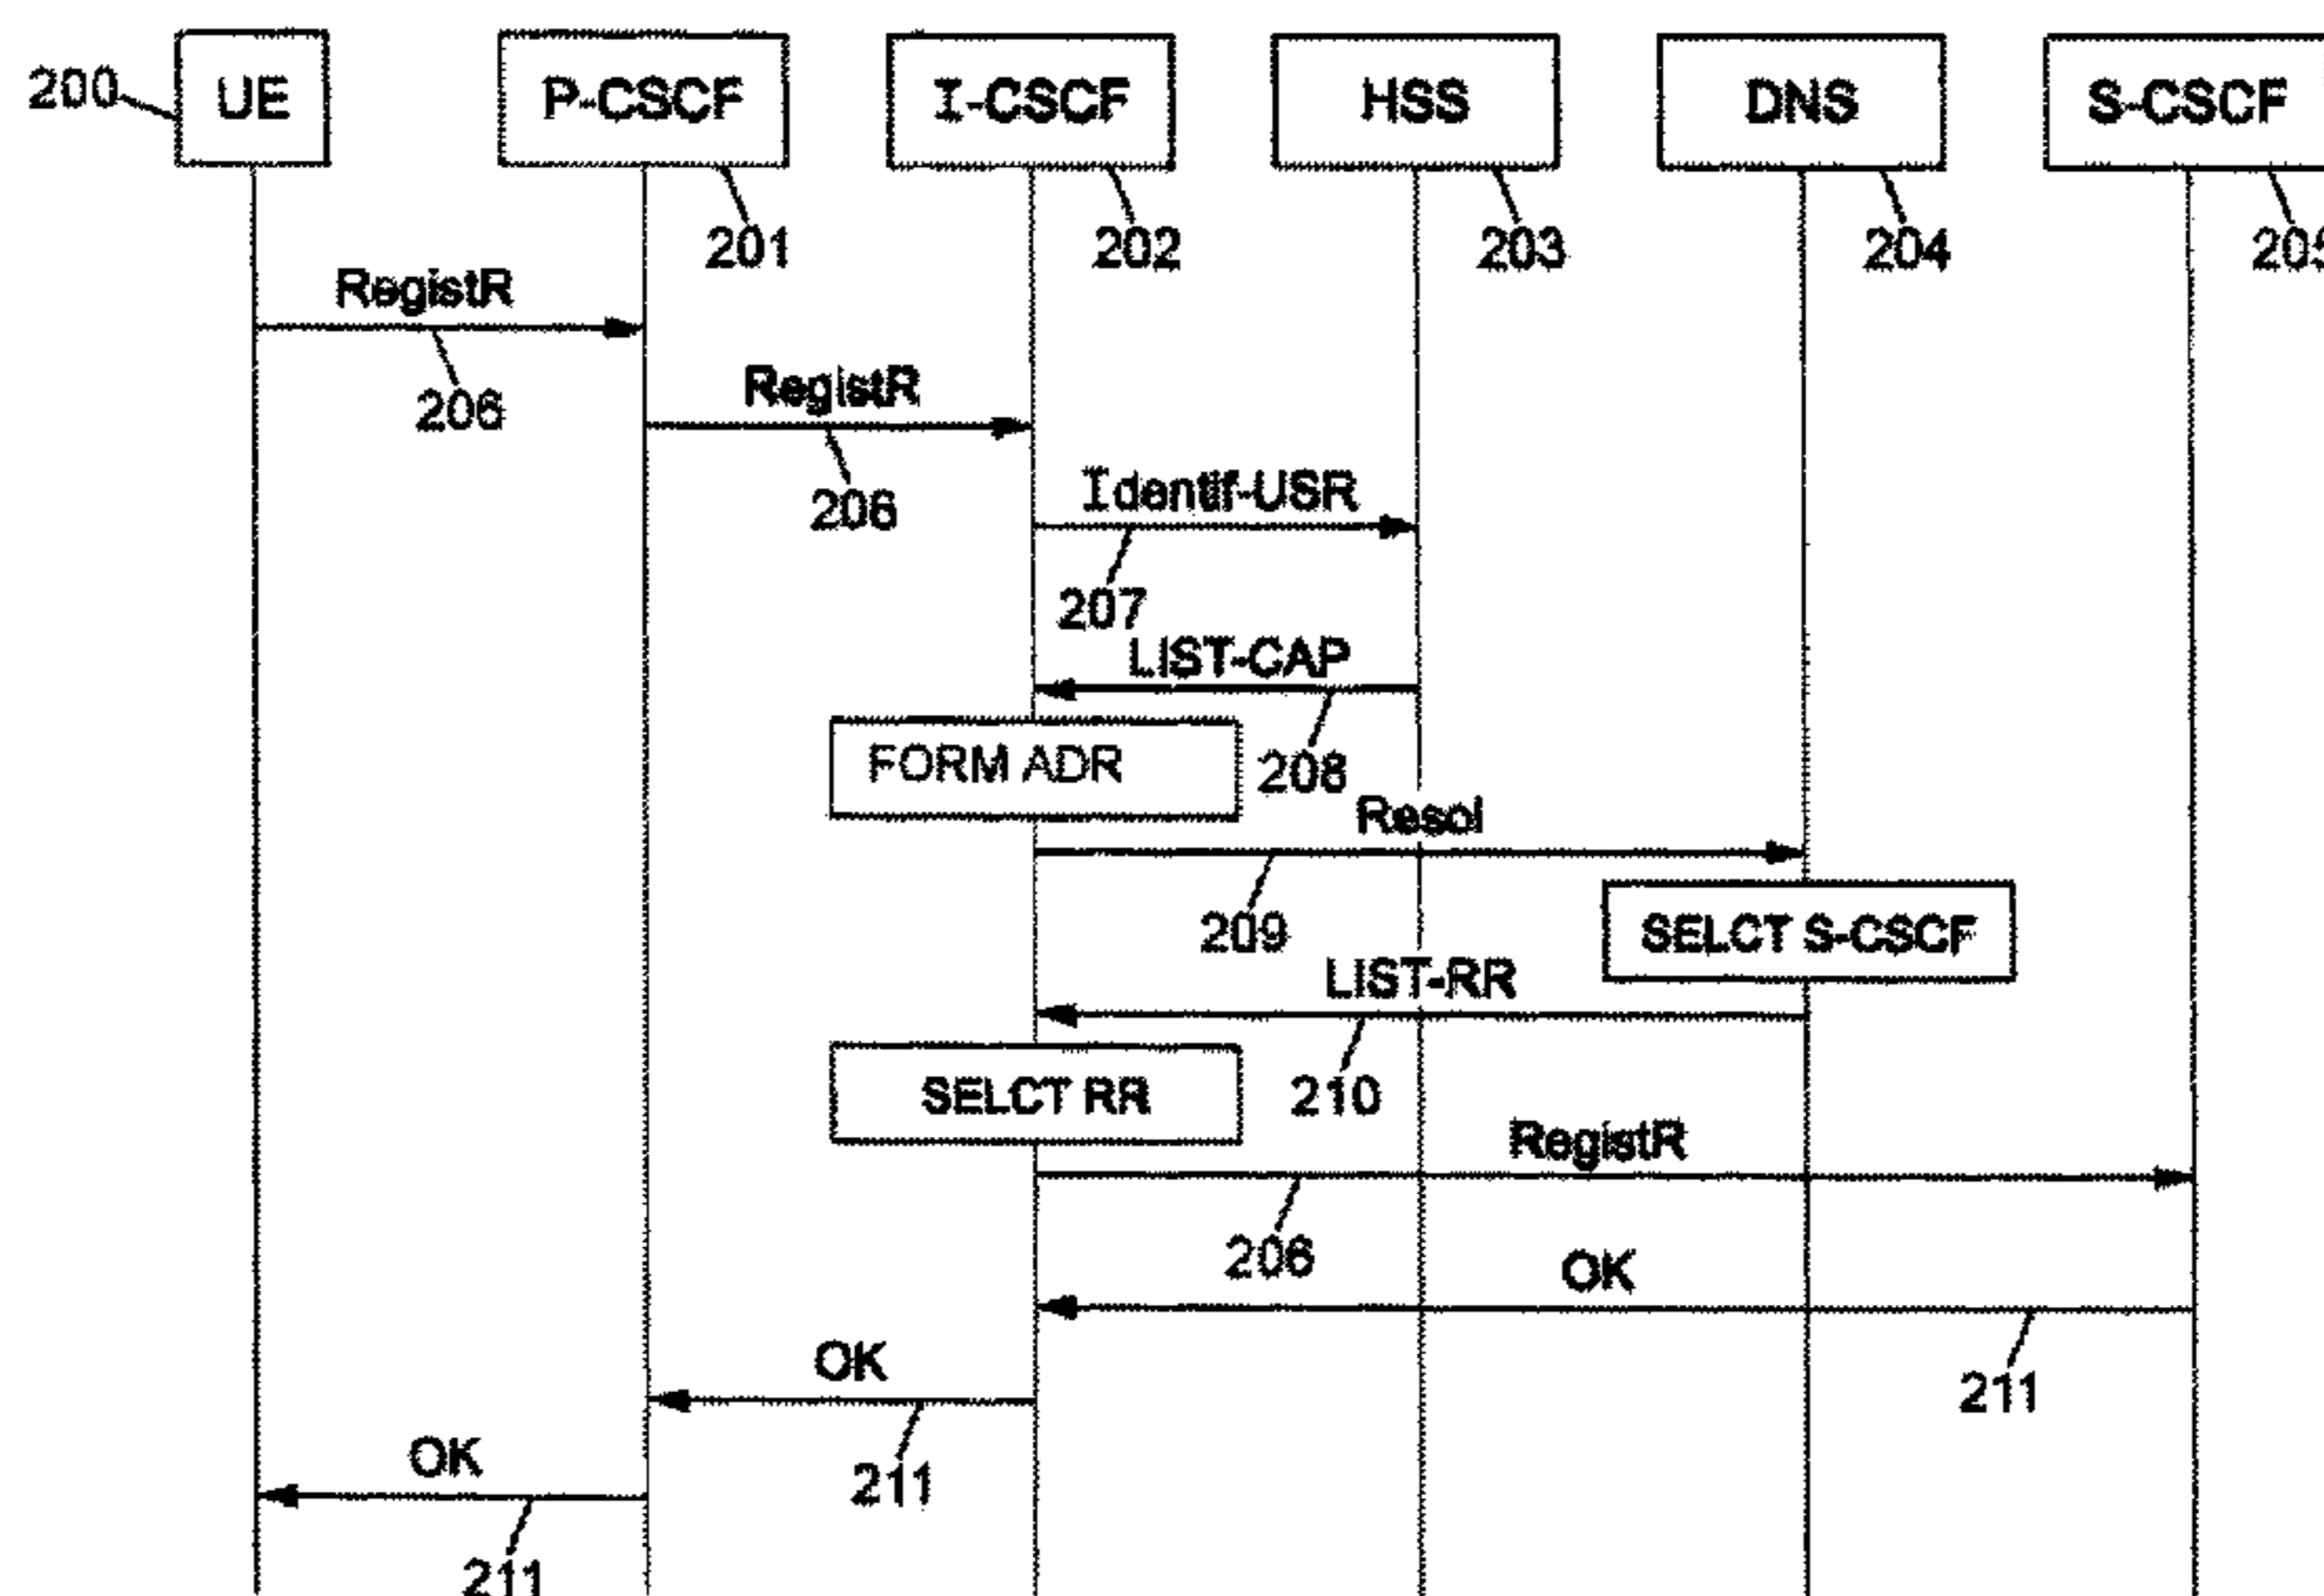 200 UE P-CSCF I-CSCF HSS DNS S-CSCF
201 202 203 204 205
RegistR
206
RegistR
206
Identif-USR
207
LIST-CAP
208
FORM ADR
Resol
209
SELCT S-CSCF
LIST-RR
210
SELCT RR
RegistR
206
OK
211
OK
211
OK
211